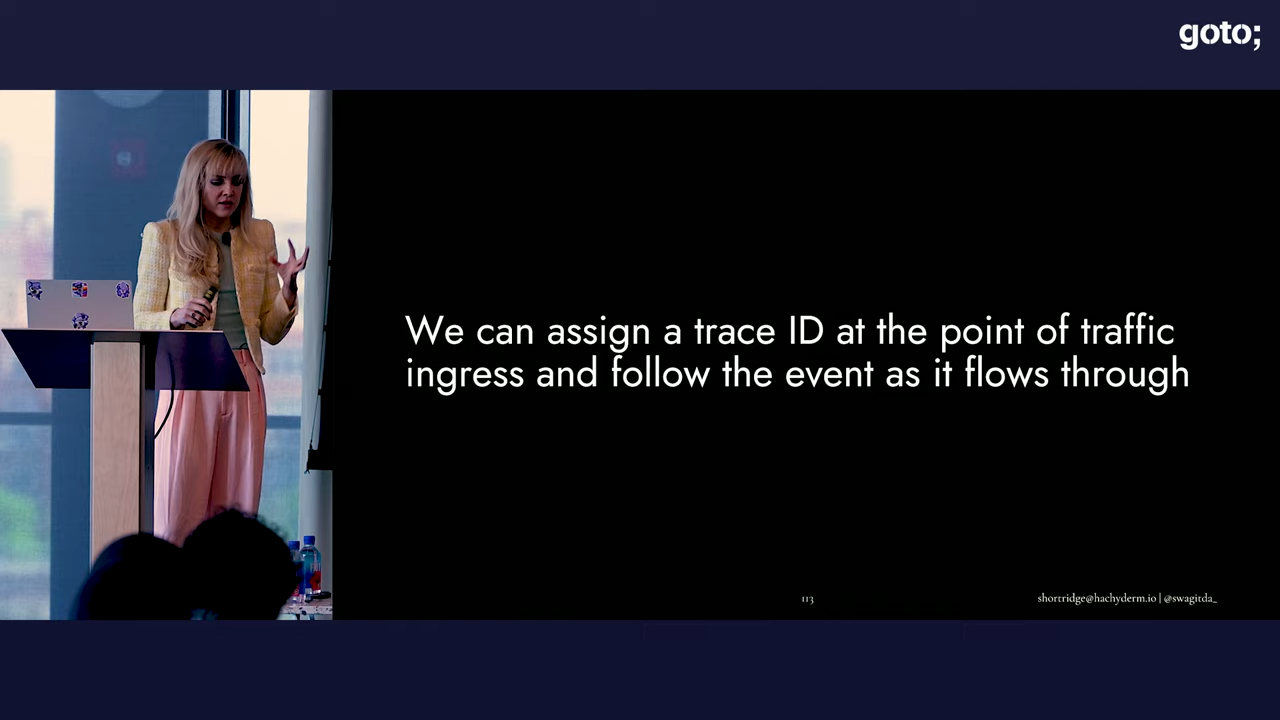 goto;
We can assign a trace ID at the point of traffic
ingress and follow the event as it flows through
113
shortridge@hachyderm.io | @swagitda_